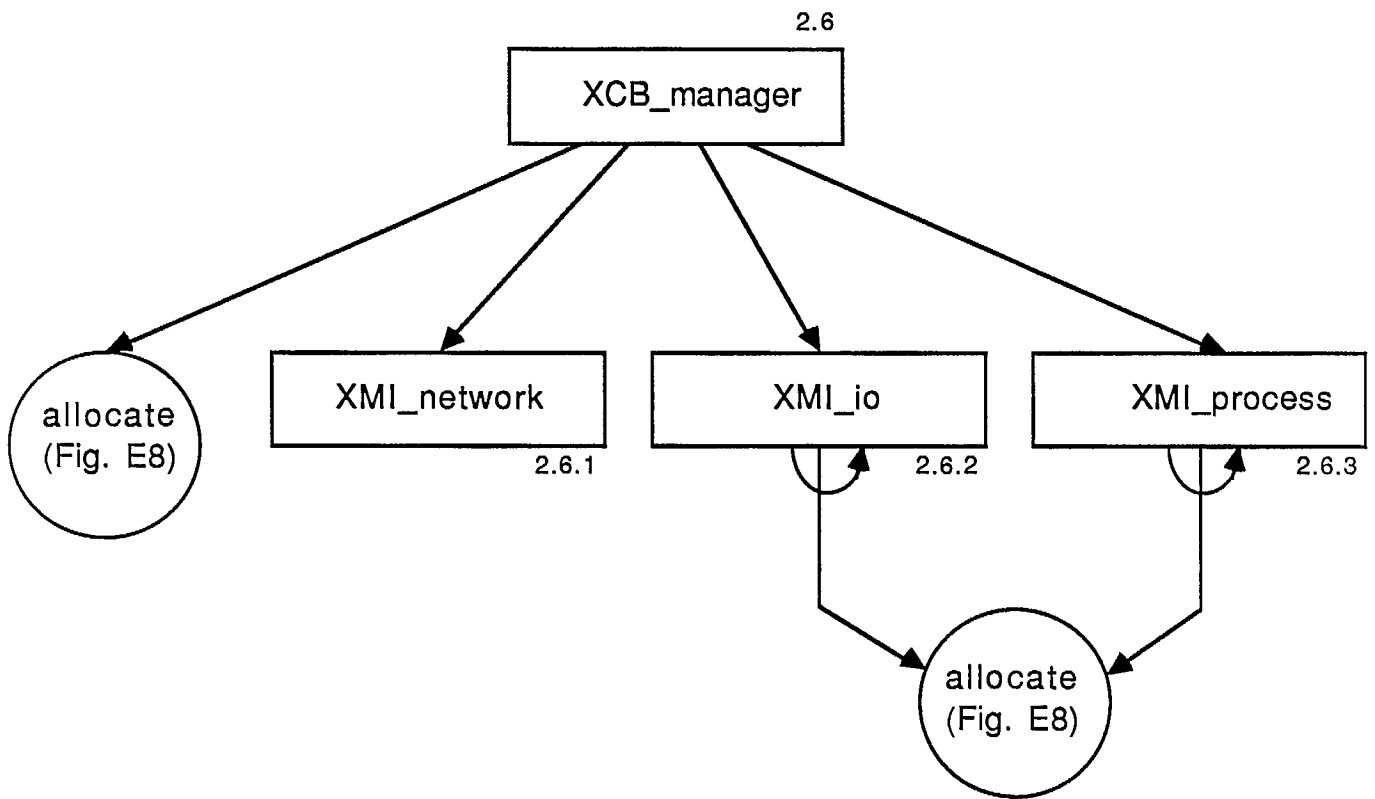 2.6
XCB_manager
allocate
(Fig. E8)
XMI_network
2.6.1
XMI_io
2.6.2
XMI_process
2.6.3
allocate
(Fig. E8)